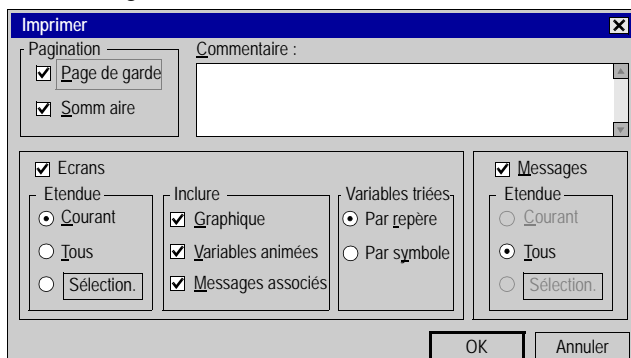 Imprimer
Pagination
Commentaire :
Page de garde
Somm aire
Ecrans
Messages
Etendue
Inclure
Variables triées
Etendue
Courant
Graphique
Par repère
Courant
Tous
Variables animées
Par symbole
Tous
Sélection.
Messages associés
Sélection.
OK
Annuler